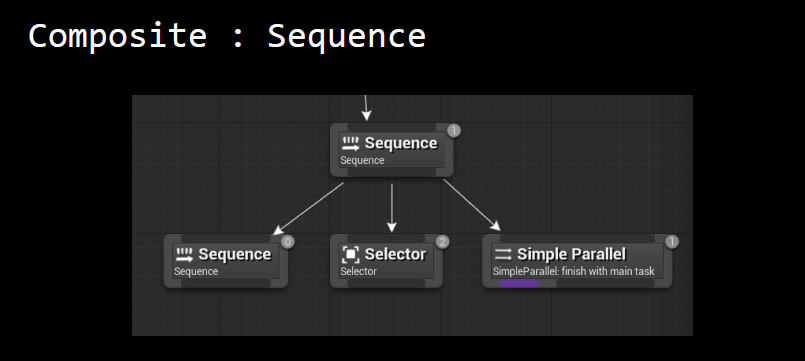 Composite : Sequence
1
Sequence
Sequence
0
Sequence
Sequence
2
Selector
Selector
1
Simple Parallel
SimpleParallel: finish with main task